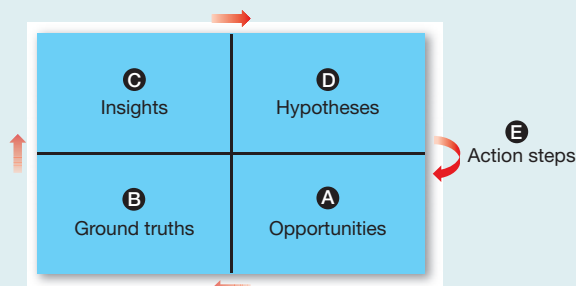 C
Insights
D
Hypotheses
E
Action steps
B
Ground truths
A
Opportunities